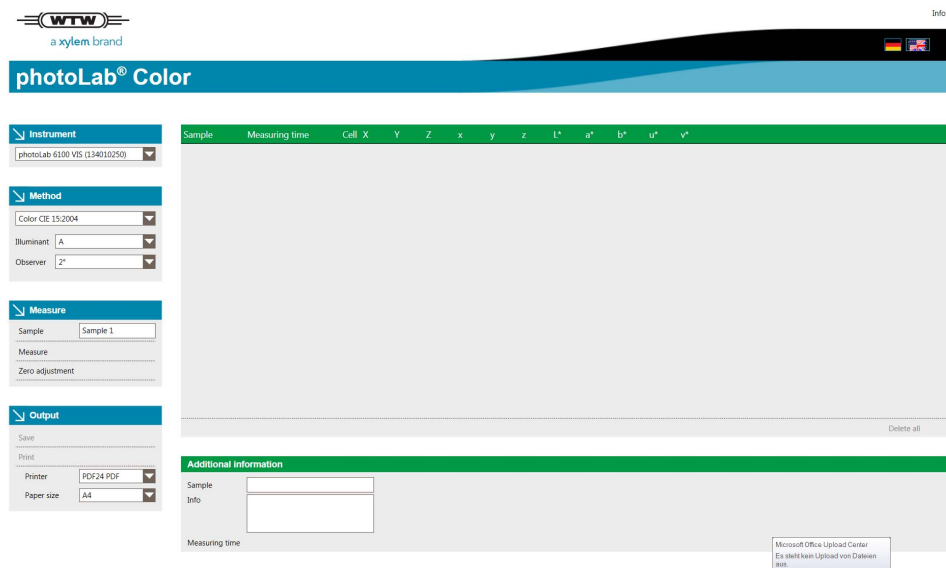 WTW
a xylem brand
Info
photoLab® Color
Instrument
photoLab 6100 VIS (134010250)
Method
Color CIE 15:2004
Illuminant A
Observer 2°
Measure
Sample Sample 1
Measure
Zero adjustment
Output
Save
Print
Printer PDF24 PDF
Paper size A4
Sample Measuring time Cell X Y Z x y z L* a* b* u* v*
Delete all
Additional information
Sample
Info
Measuring time
Microsoft Office Upload Center
Es steht kein Upload von Dateien
aus.